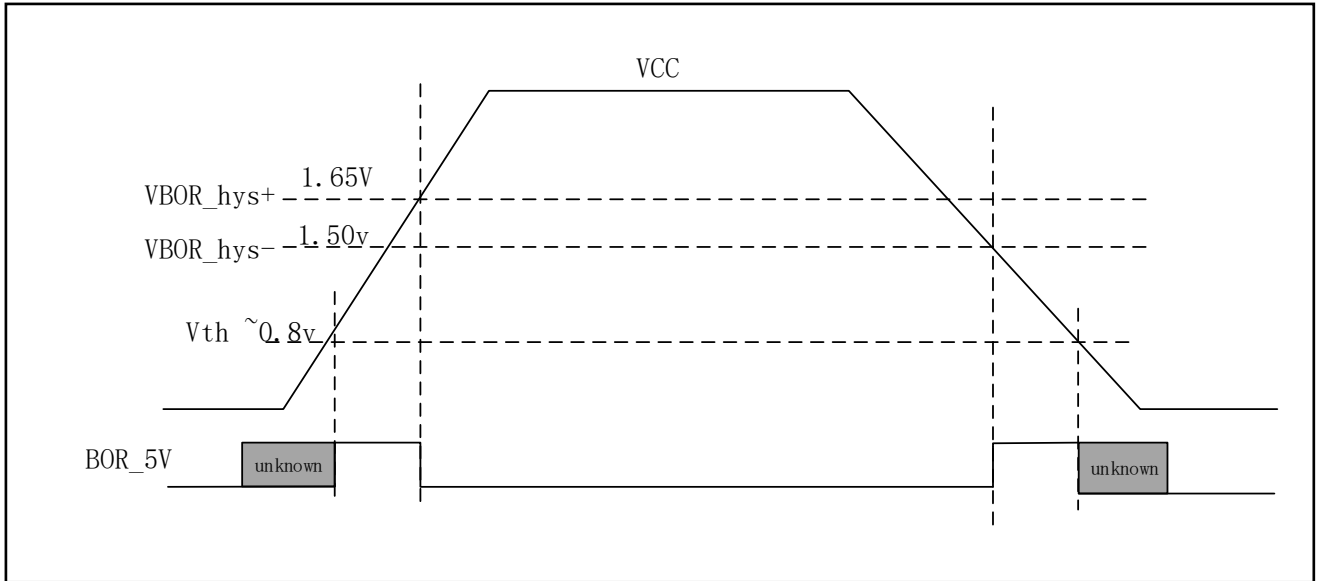 VCC
1.65V
VBOR_hys+
1.50v
VBOR_hys-
Vth ~0.8v
BOR_5V
unknown
unknown